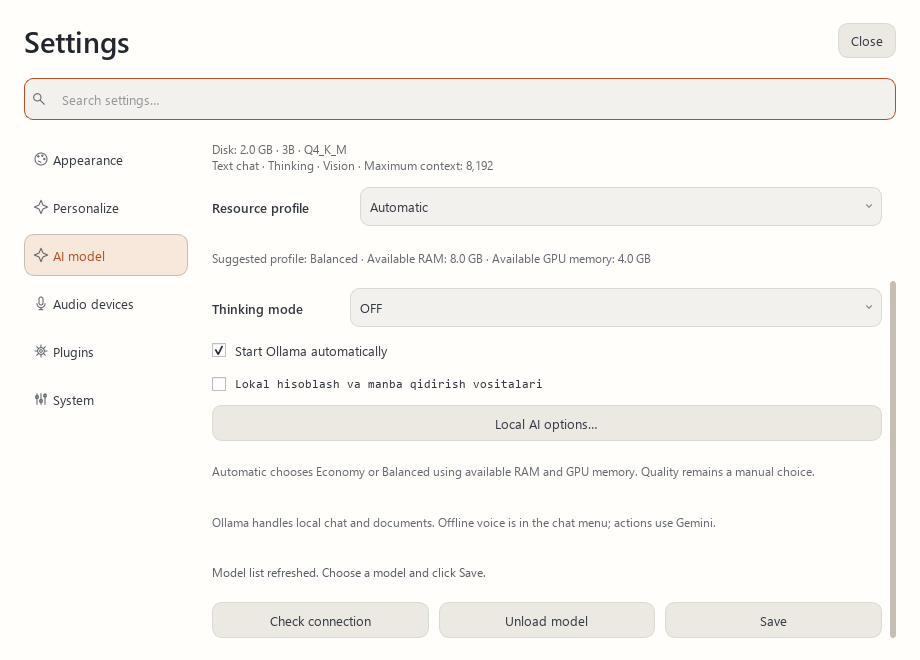 Settings
Close
Search settings...
Appearance
Personalize
AI model
Audio devices
Plugins
System
Disk: 2.0 GB · 3B · Q4_K_M
Text chat · Thinking · Vision · Maximum context: 8,192
Resource profile
Automatic
Suggested profile: Balanced · Available RAM: 8.0 GB · Available GPU memory: 4.0 GB
Thinking mode
OFF
Start Ollama automatically
Lokal hisoblash va manba qidirish vositalari
Local AI options...
Automatic chooses Economy or Balanced using available RAM and GPU memory. Quality remains a manual choice.
Ollama handles local chat and documents. Offline voice is in the chat menu; actions use Gemini.
Model list refreshed. Choose a model and click Save.
Check connection
Unload model
Save